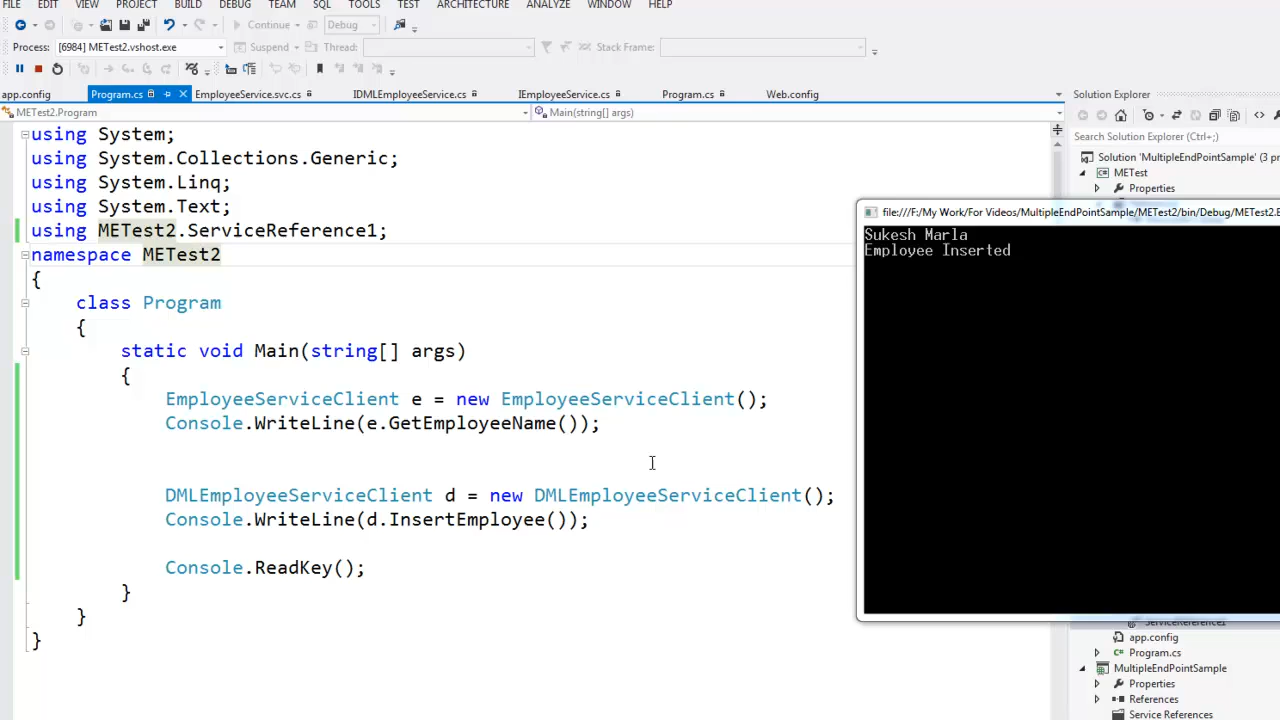 FILE EDIT VIEW PROJECT BUILD DEBUG TEAM SQL TOOLS TEST ARCHITECTURE ANALYZE WINDOW HELP
Continue Debug
Process: [6984] METest2.vshost.exe Suspend Thread: Stack Frame:
app.config Program.cs EmployeeService.svc.cs IDMLEmployeeService.cs IEmployeeService.cs Program.cs Web.config
METest2.Program Main(string[] args)
using System;
using System.Collections.Generic;
using System.Linq;
using System.Text;
using METest2.ServiceReference1;
namespace METest2
{
class Program
{
static void Main(string[] args)
{
EmployeeServiceClient e = new EmployeeServiceClient();
Console.WriteLine(e.GetEmployeeName());
DMLEmployeeServiceClient d = new DMLEmployeeServiceClient();
Console.WriteLine(d.InsertEmployee());
Console.ReadKey();
}
}
}
Solution Explorer
Search Solution Explorer (Ctrl+;)
Solution 'MultipleEndPointSample' (3 pr
METest
Properties
file:///F:/My Work/For Videos/MultipleEndPointSample/METest2/bin/Debug/METest2.E
Sukesh Marla
Employee Inserted
ServiceReference1
app.config
Program.cs
MultipleEndPointSample
Properties
References
Service References